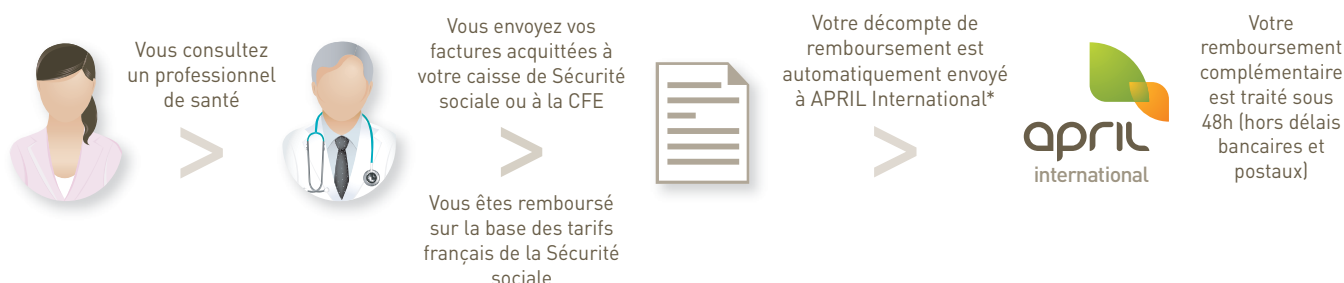 Vous consultez
un professionnel
de santé
>
Vous envoyez vos
factures acquittées à
votre caisse de Sécurité
sociale ou à la CFE
>
Vous êtes remboursé
sur la base des tarifs
français de la Sécurité
sociale
Votre décompte de
remboursement est
automatiquement envoyé
à APRIL International*
>
april
international
Votre
remboursement
complémentaire
est traité sous
48h (hors délais
bancaires et
postaux)